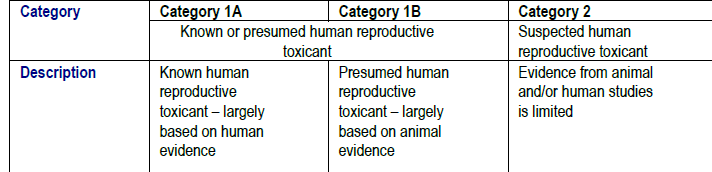 Category
Category 1A
Category 1B
Category 2
Known or presumed human reproductive
toxicant
Suspected human
reproductive toxicant
Description
Known human
reproductive
toxicant – largely
based on human
evidence
Presumed human
reproductive
toxicant – largely
based on animal
evidence
Evidence from animal
and/or human studies
is limited